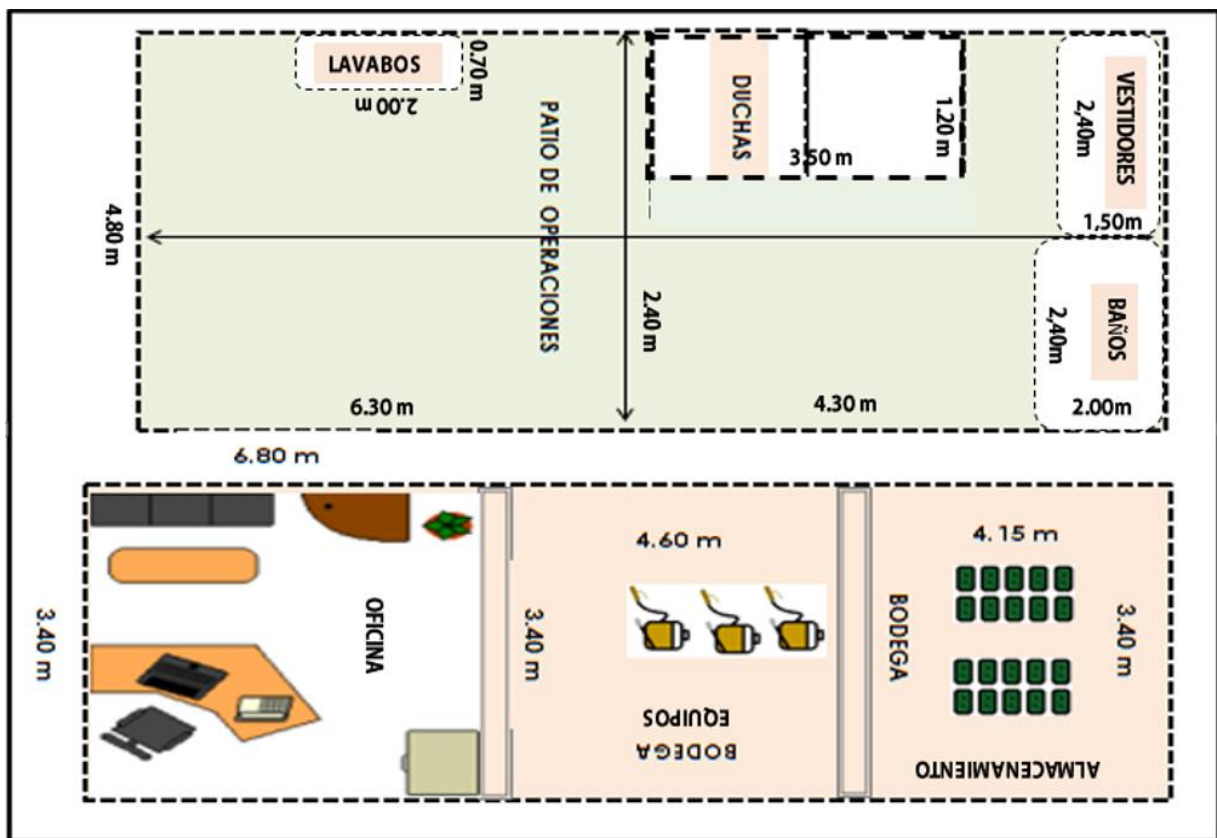 LAVABOS
0.70 m
2.00 m
PATIO DE OPERACIONES
DUCHAS
3.50 m
1.20 m
VESTIDORES
2,40m
1,50m
4.80 m
2.40 m
BAÑOS
2,40m
6.30 m
4.30 m
2.00m
6.80 m
3.40 m
OFICINA
4.60 m
3.40 m
BODEGA
EQUIPOS
4.15 m
BODEGA
3.40 m
ALMACENAMIENTO